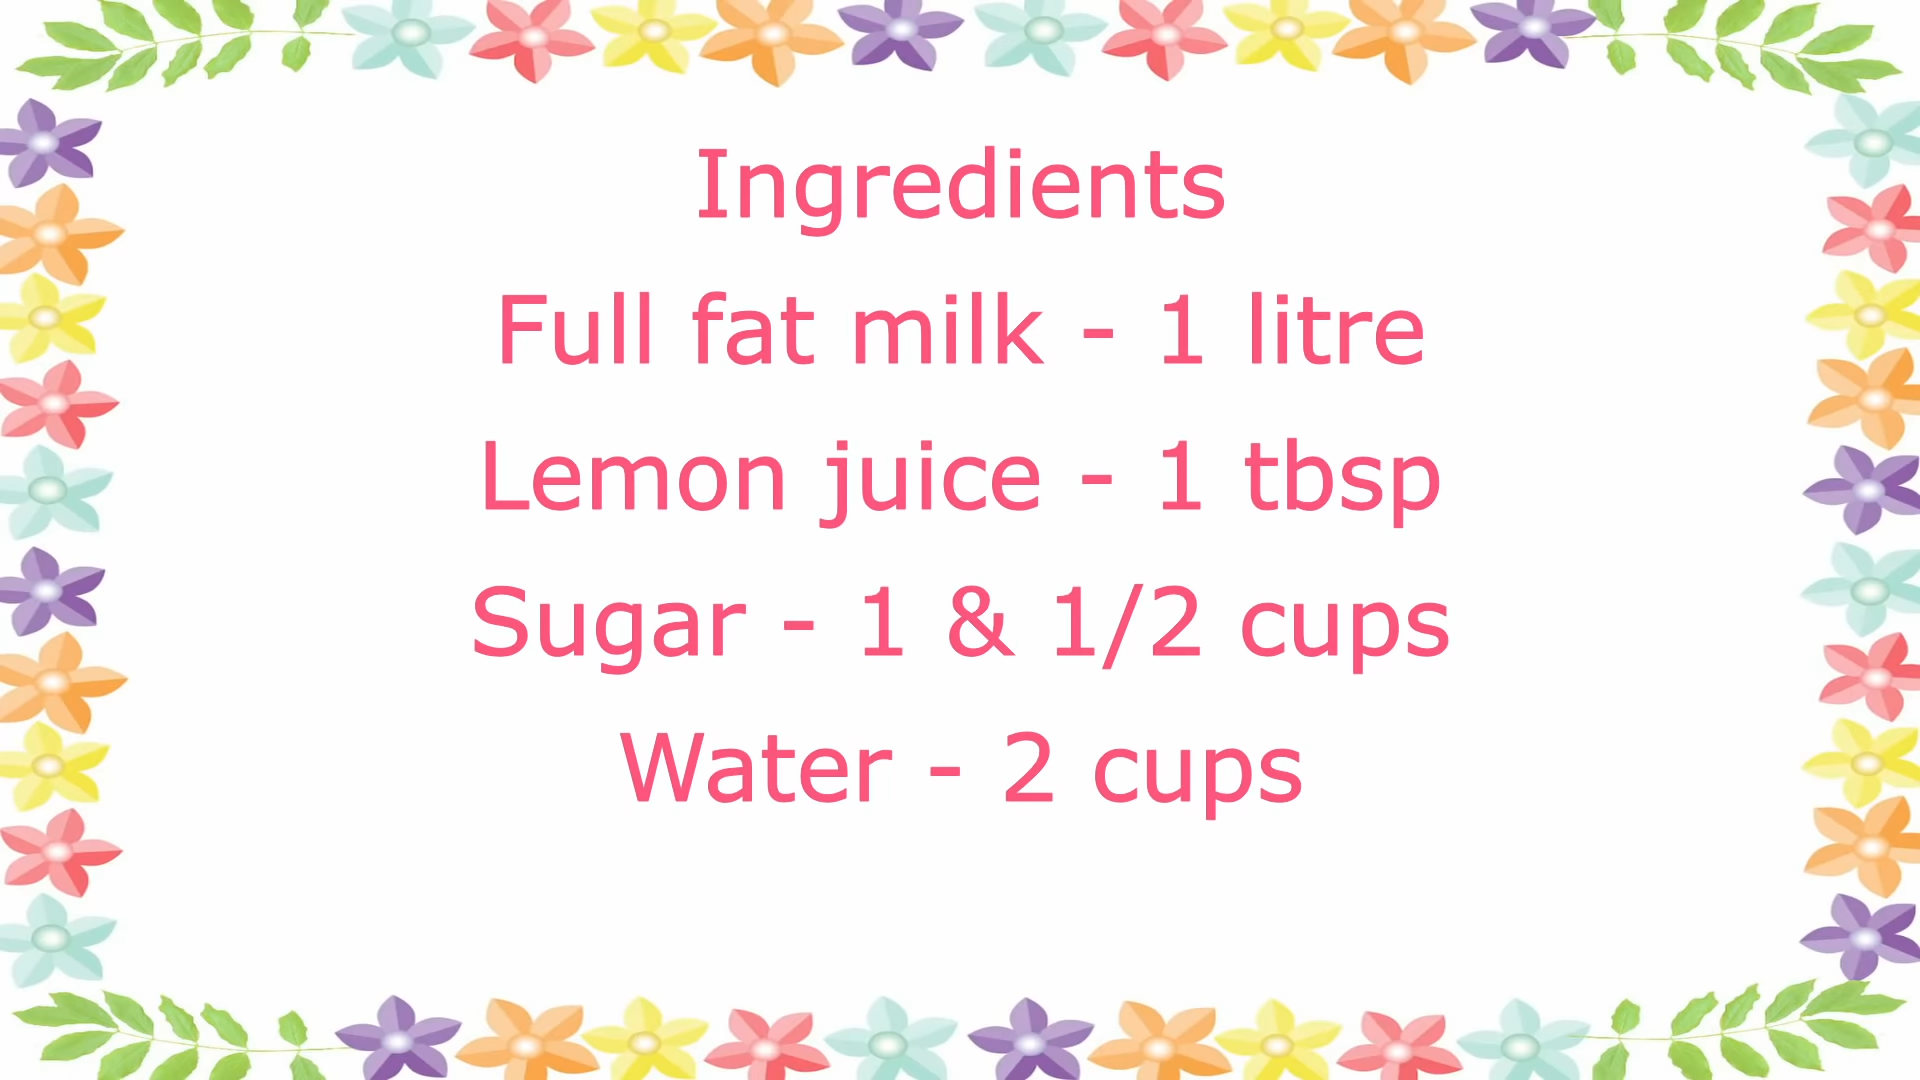 Ingredients
Full fat milk - 1 litre
Lemon juice - 1 tbsp
Sugar - 1 & 1/2 cups
Water - 2 cups